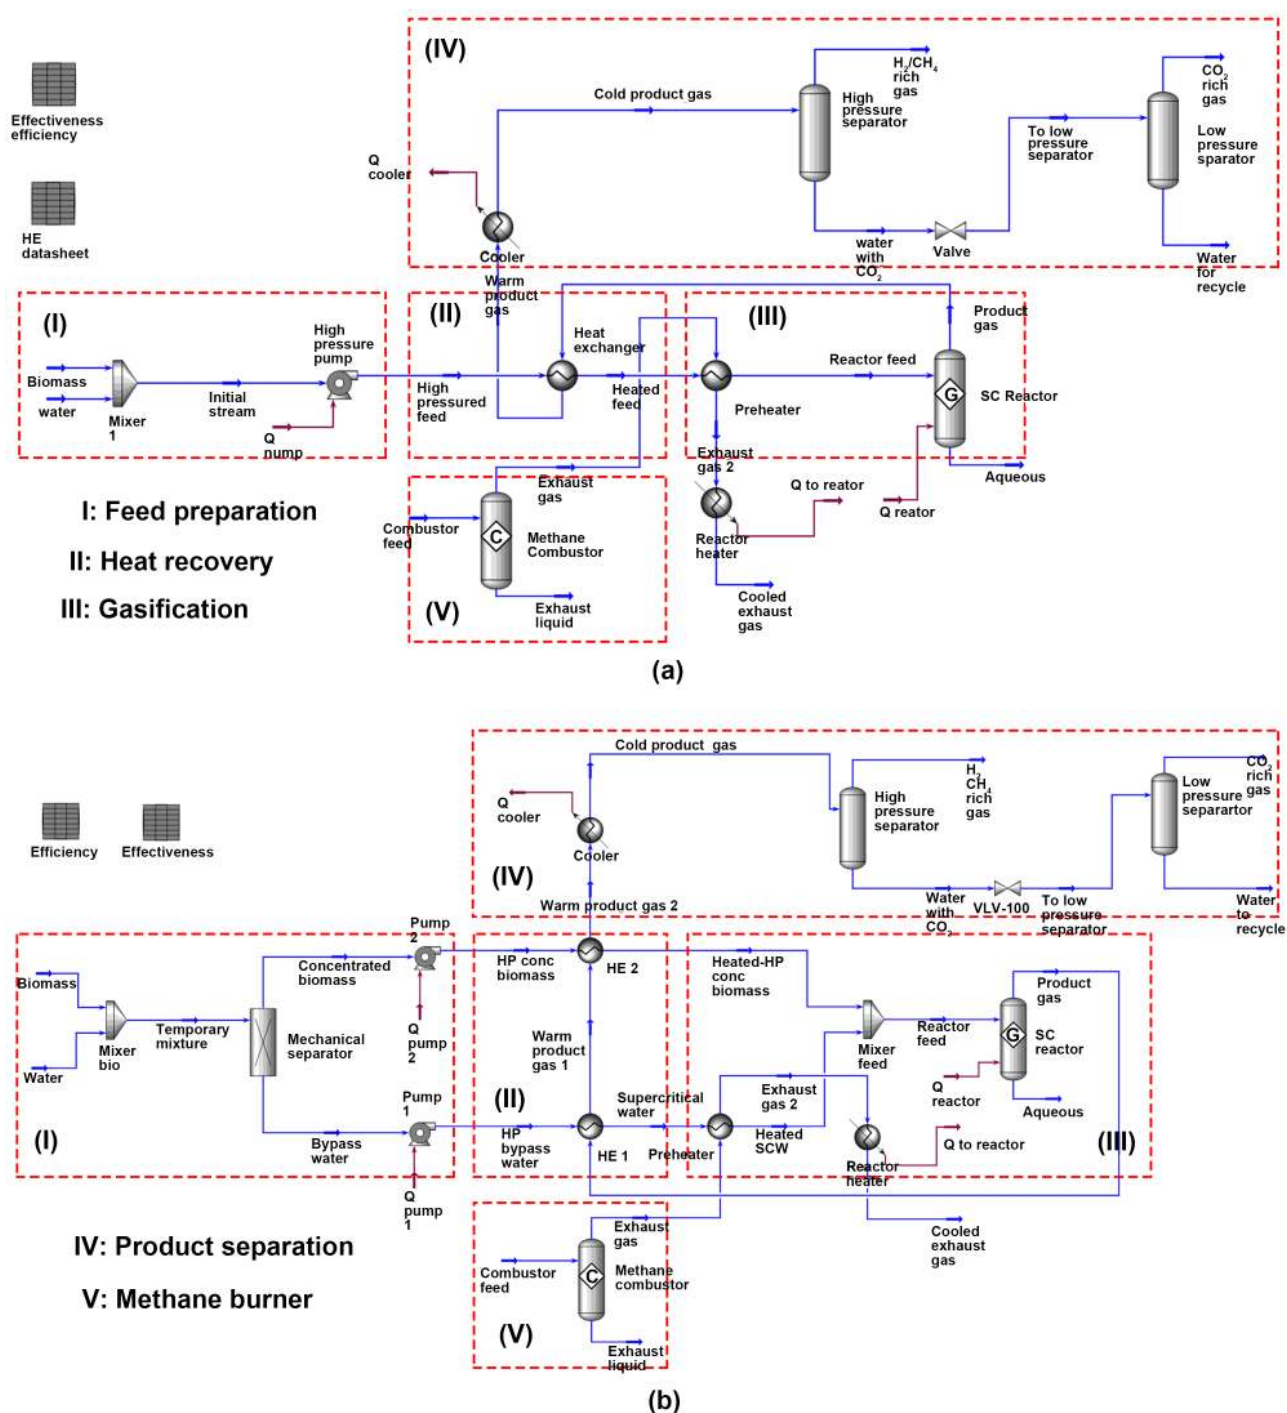 (IV)
H2/CH4
rich
gas
CO2
rich
gas
Cold product gas
High
pressure
separator
To low
pressure
separator
Low
pressure
sparator
Effectiveness
efficiency
Q
cooler
HE
datasheet
Cooler
water
with
CO2
Valve
Water
for
recycle
Warm
product
gas
(I)
High
pressure
pump
(II)
Heat
exchanger
(III)
Product
gas
Biomass
water
Mixer
1
Initial
stream
High
pressured
feed
Heated
feed
Preheater
Reactor feed
G
SC Reactor
Q
Exhaust
gas
Exhaust
gas 2
Q to reator
Q reator
Aqueous
I: Feed preparation
Combustor
feed
C
Methane
Combustor
Reactor
heater
II: Heat recovery
(V)
Exhaust
liquid
Cooled
exhaust
gas
III: Gasification
(a)
Cold product gas
H2
CH4
rich
gas
CO2
rich
gas
Q
cooler
Cooler
High
pressure
separator
Low
pressure
separartor
Efficiency
Effectiveness
(IV)
Warm product gas 2
Water
with
CO2
VLV-100
To low
pressure
separator
Water
to
recycle
Pump
2
Biomass
Concentrated
biomass
HP conc
biomass
HE 2
Heated-HP
conc
biomass
Product
gas
Mixer
bio
Temporary
mixture
Mechanical
separator
Q
pump
2
Warm
product
gas 1
Mixer
feed
Reactor
feed
G
SC
reactor
Water
Pump
1
(II)
Supercritical
water
Exhaust
gas 2
Q
reactor
Aqueous
(I)
Bypass
water
HP
bypass
water
HE 1
Preheater
Heated
SCW
Reactor
heater
Q to reactor
(III)
Q
pump
1
IV: Product separation
Exhaust
gas
Cooled
exhaust
gas
Combustor
feed
C
Methane
combustor
V: Methane burner
(V)
Exhaust
liquid
(b)